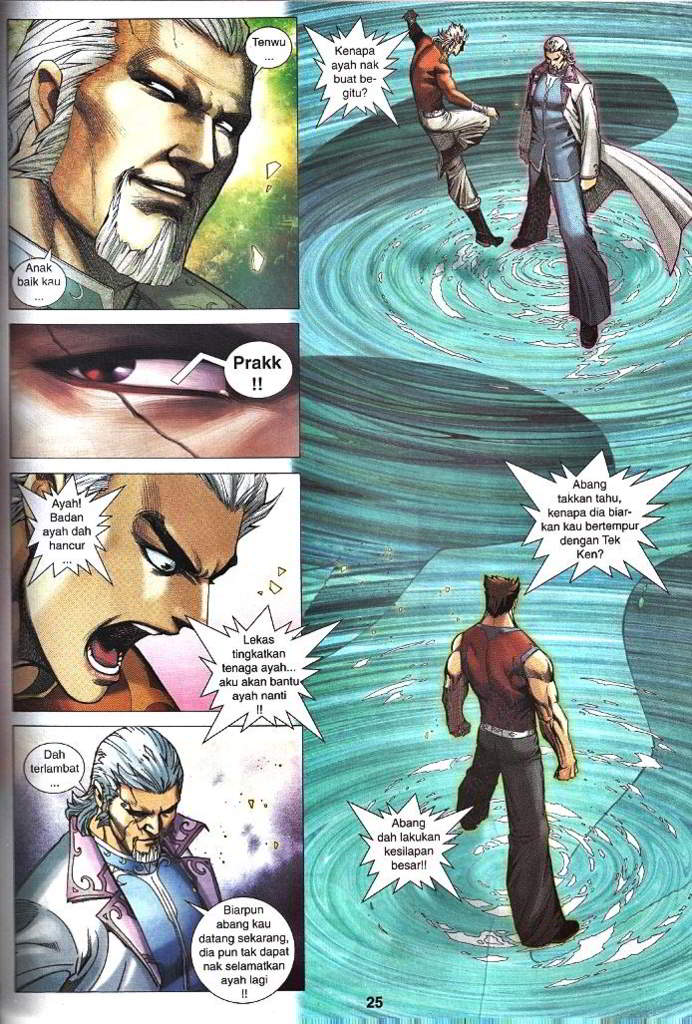 Tenwu
...
Anak
baik kau
...
Prakk
!!
Ayah!
Badan
ayah dah
hancur
...
Lekas
tingkatkan
tenaga ayah...
aku akan bantu
ayah nanti
!!
Dah
terlambat
...
Biarpun
abang kau
datang sekarang,
dia pun tak dapat
nak selamatkan
ayah lagi
!!
Kenapa
ayah nak
buat be-
gitu?
Abang
takkan tahu,
kenapa dia biar-
kan kau bertempur
dengan Tek
Ken?
Abang
dah lakukan
kesilapan
besar!!
25